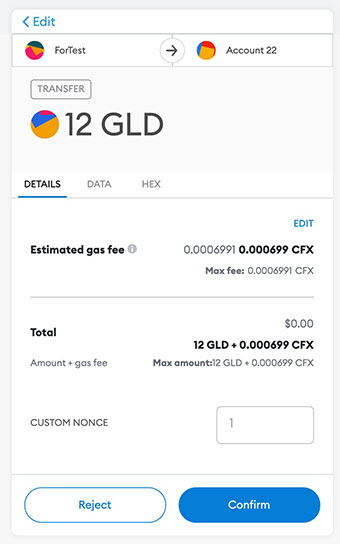 Edit
ForTest Account 22
TRANSFER
12 GLD
DETAILS DATA HEX
EDIT
Estimated gas fee 0.0006991 0.000699 CFX
Max fee: 0.0006991 CFX
Total $0.00
12 GLD + 0.000699 CFX
Amount + gas fee Max amount:12 GLD + 0.000699 CFX
CUSTOM NONCE 1
Reject Confirm